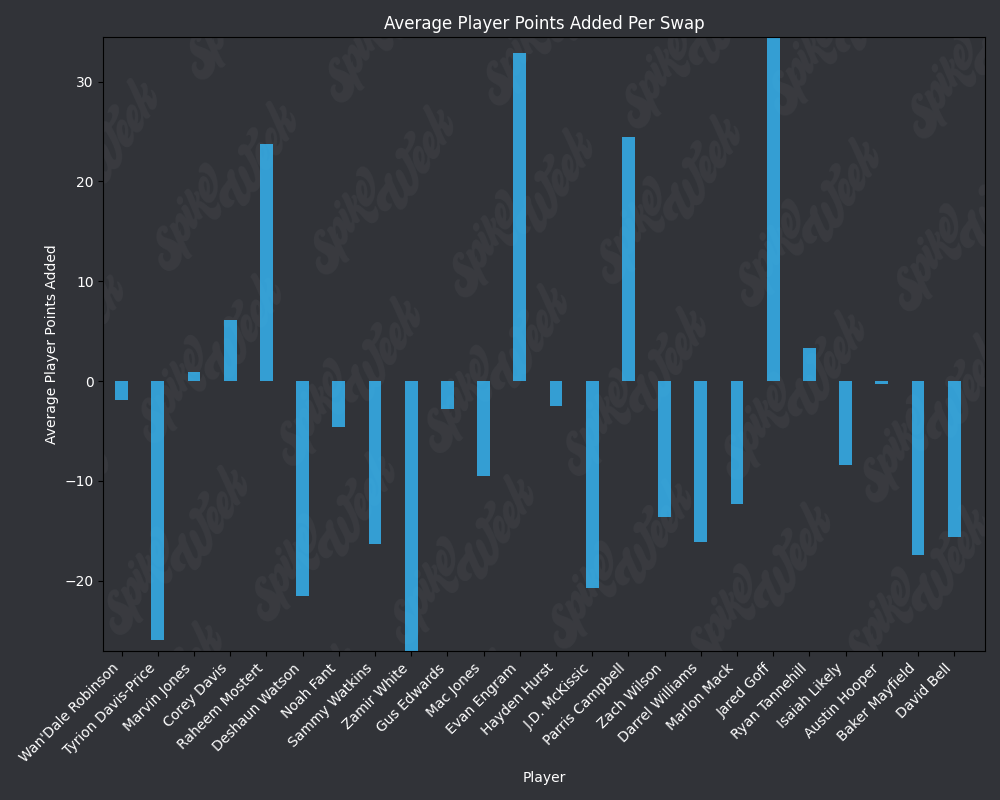 Average Player Points Added Per Swap
Average Player Points Added
30
20
10
0
−10
−20
Wan'Dale Robinson
Tyrion Davis-Price
Marvin Jones
Corey Davis
Raheem Mostert
Deshaun Watson
Noah Fant
Sammy Watkins
Zamir White
Gus Edwards
Mac Jones
Evan Engram
Hayden Hurst
J.D. McKissic
Parris Campbell
Zach Wilson
Darrel Williams
Marlon Mack
Jared Goff
Ryan Tannehill
Isaiah Likely
Austin Hooper
Baker Mayfield
David Bell
Player
Spike Week